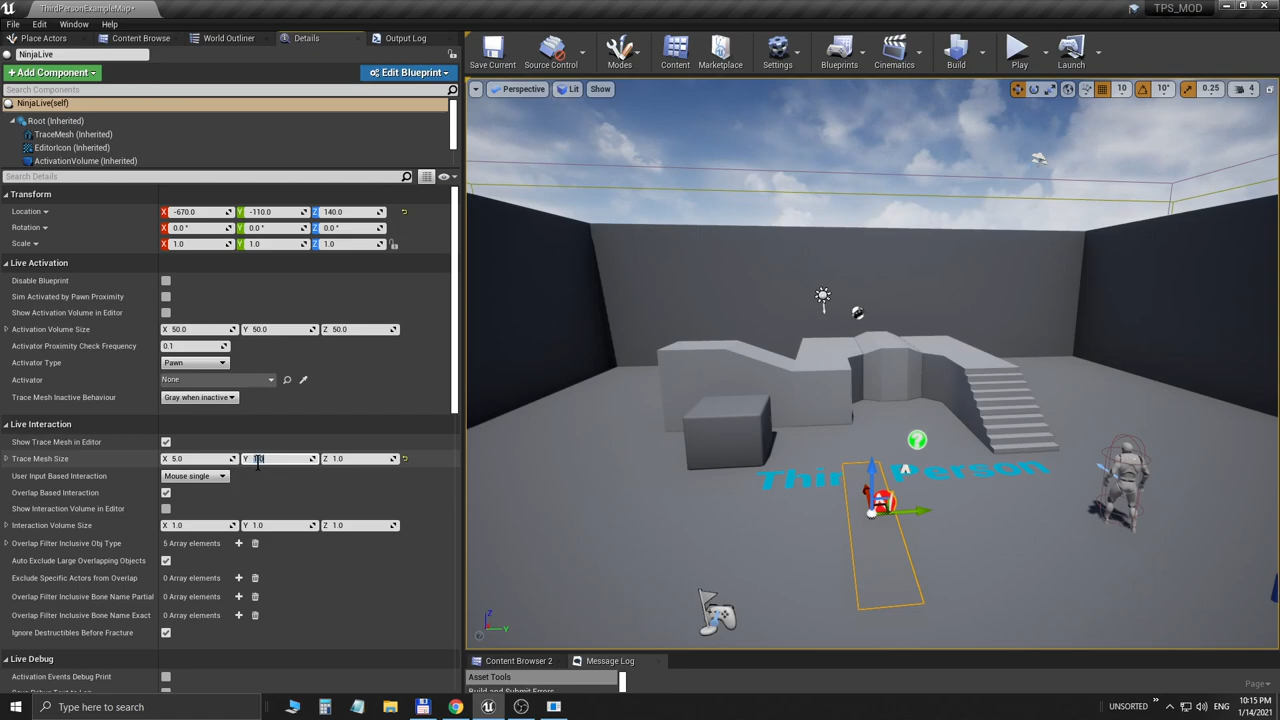 ThirdPersonExampleMap*
TPS_MOD
File Edit Window Help
Place Actors Content Browser World Outliner Details Output Log
NinjaLive
+Add Component Edit Blueprint
Search Components
NinjaLive(self)
Root (Inherited)
TraceMesh (Inherited)
EditorIcon (Inherited)
ActivationVolume (Inherited)
Search Details
Transform
Location X -670.0 Y -110.0 Z 140.0
Rotation X 0.0 ° Y 0.0 ° Z 0.0 °
Scale X 1.0 Y 1.0 Z 1.0
Live Activation
Disable Blueprint
Sim Activated by Pawn Proximity
Show Activation Volume in Editor
Activation Volume Size X 50.0 Y 50.0 Z 50.0
Activator Proximity Check Frequency 0.1
Activator Type Pawn
Activator None
Trace Mesh Inactive Behaviour Gray when inactive
Live Interaction
Show Trace Mesh in Editor
Trace Mesh Size X 5.0 Y Z 1.0
User Input Based Interaction Mouse single
Overlap Based Interaction
Show Interaction Volume in Editor
Interaction Volume Size X 1.0 Y 1.0 Z 1.0
Overlap Filter Inclusive Obj Type 5 Array elements
Auto Exclude Large Overlapping Objects
Exclude Specific Actors from Overlap 0 Array elements
Overlap Filter Inclusive Bone Name Partial 0 Array elements
Overlap Filter Inclusive Bone Name Exact 0 Array elements
Ignore Destructibles Before Fracture
Live Debug
Activation Events Debug Print
Save Current Source Control Modes Content Marketplace Settings Blueprints Cinematics Build Play Launch
Perspective Lit Show 10 10° 0.25 4
Third Person
Z
Y
Content Browser 2 Message Log
Asset Tools
Build and Submit Errors
Page
Type here to search
UNSORTED
10:15 PM
1/14/2021